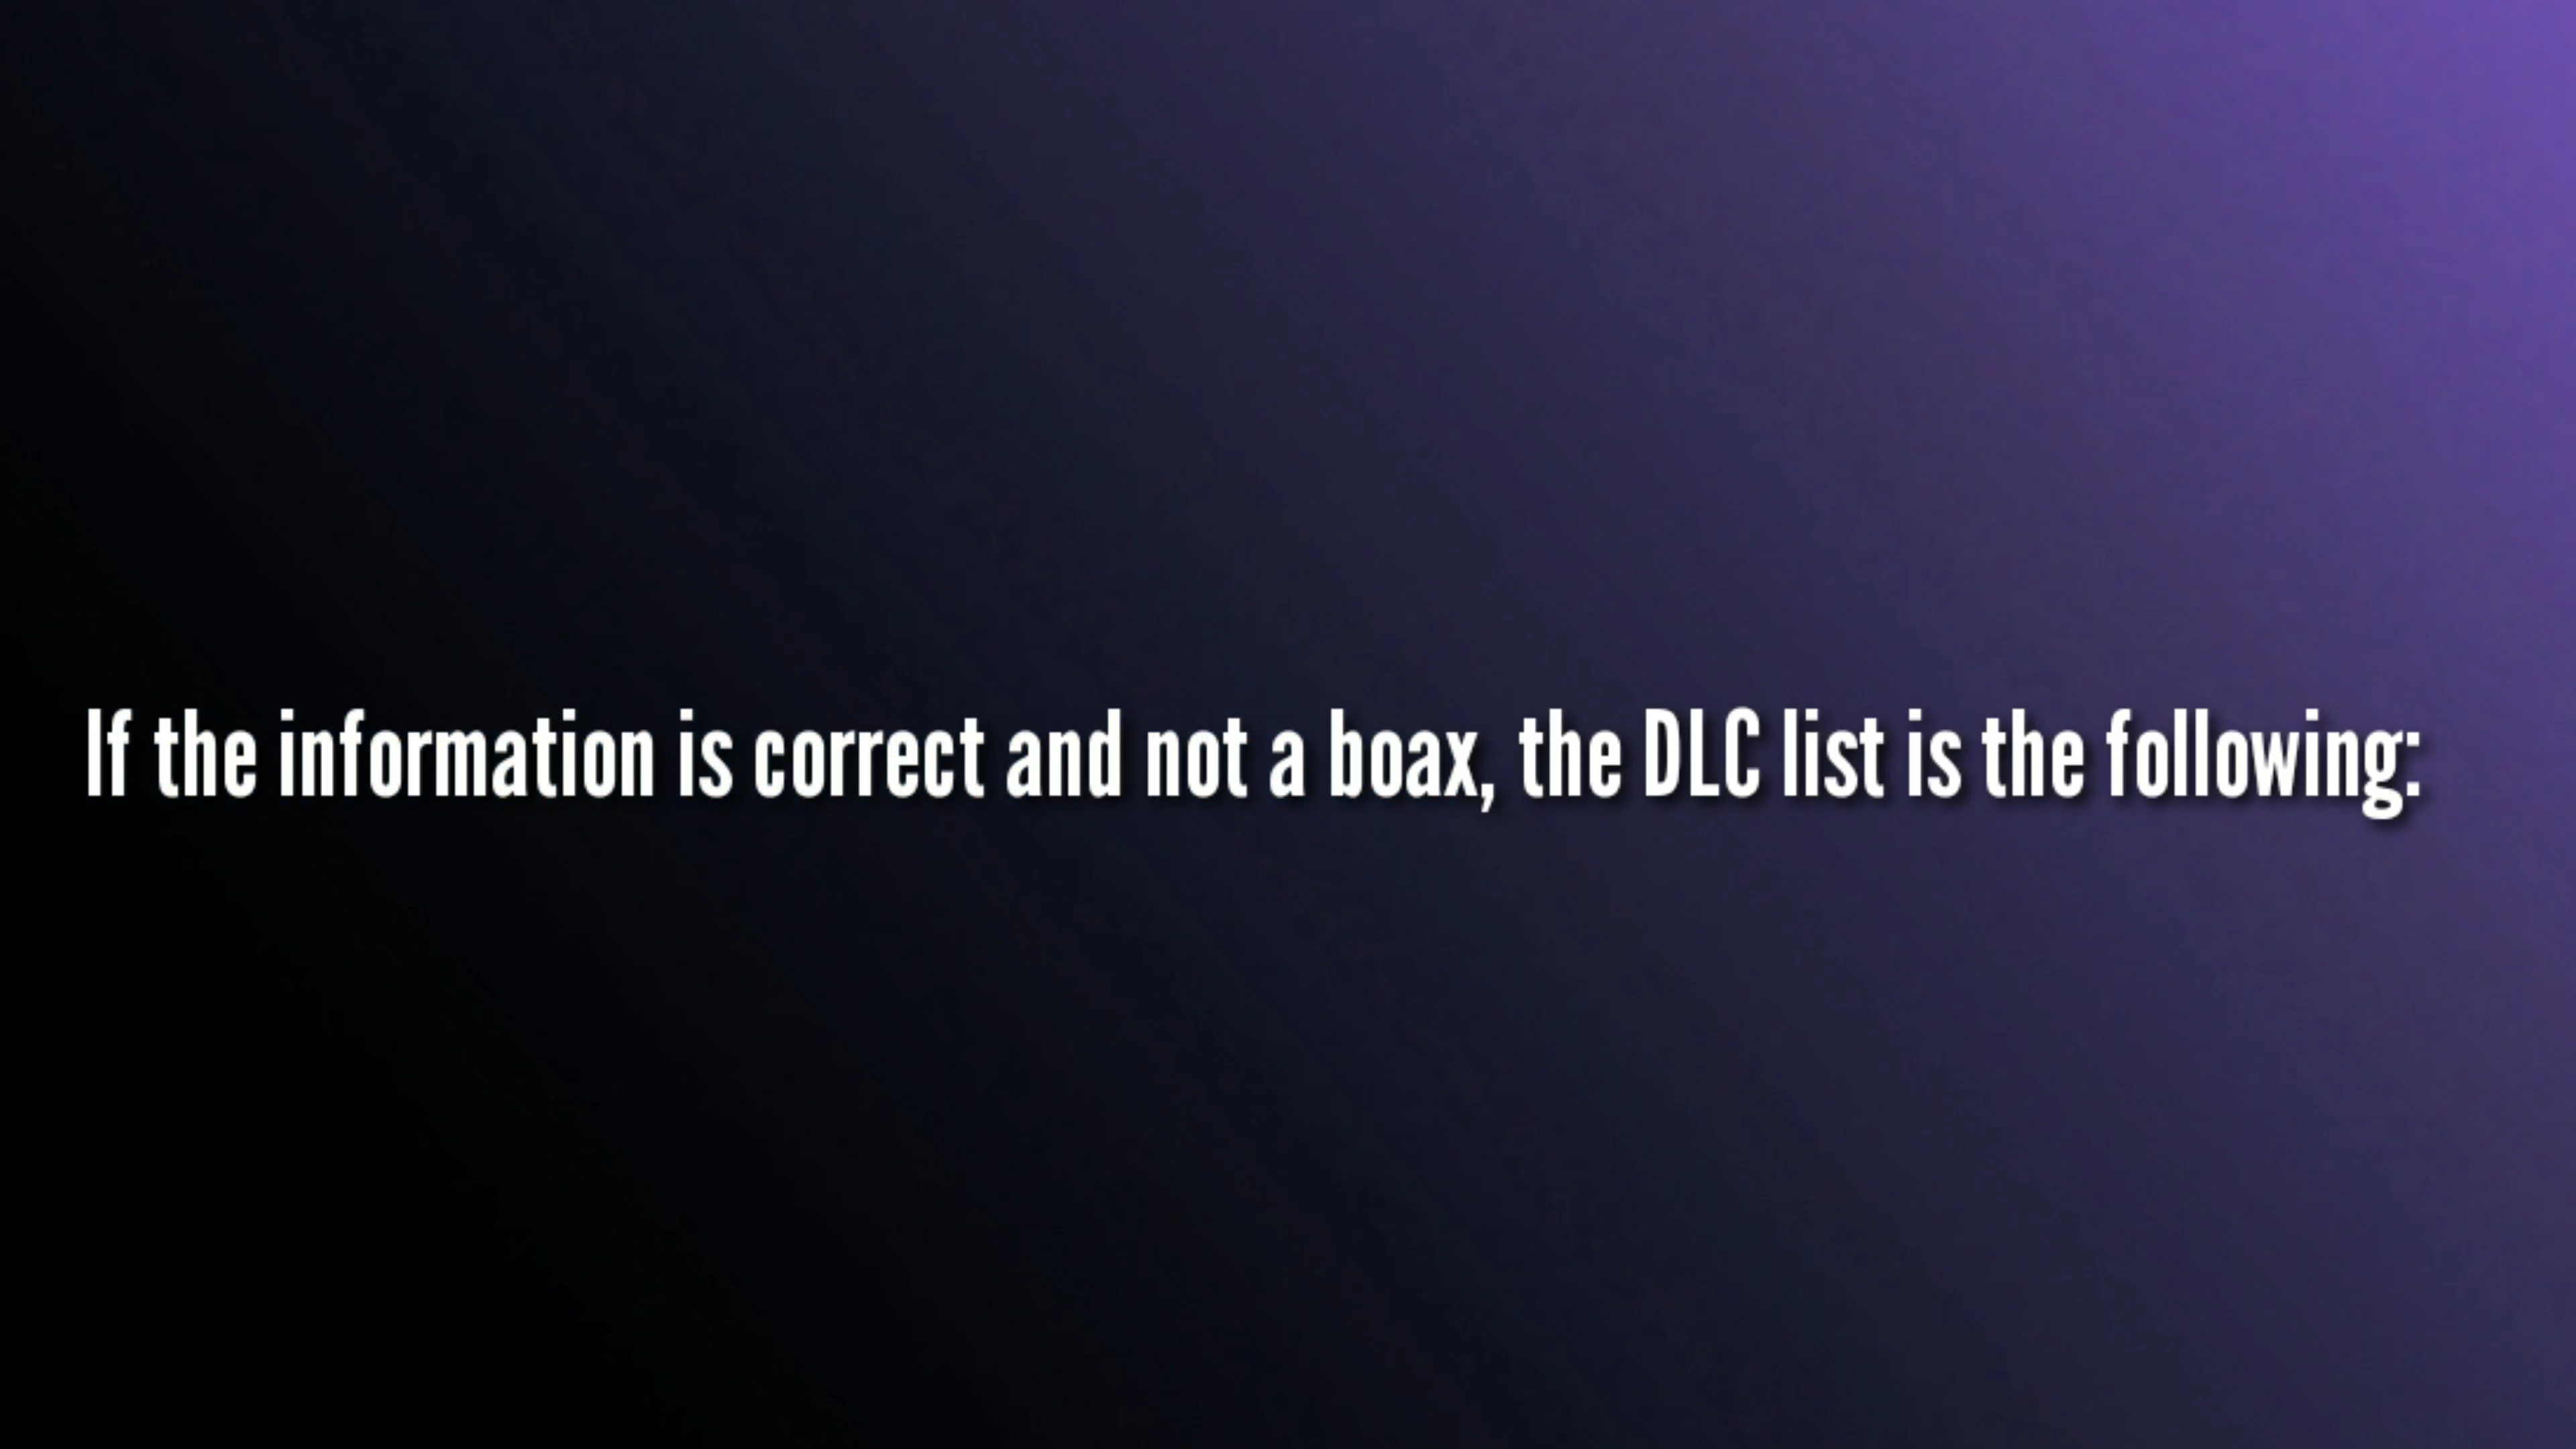 If the information is correct and not a boax, the DLC list is the following: